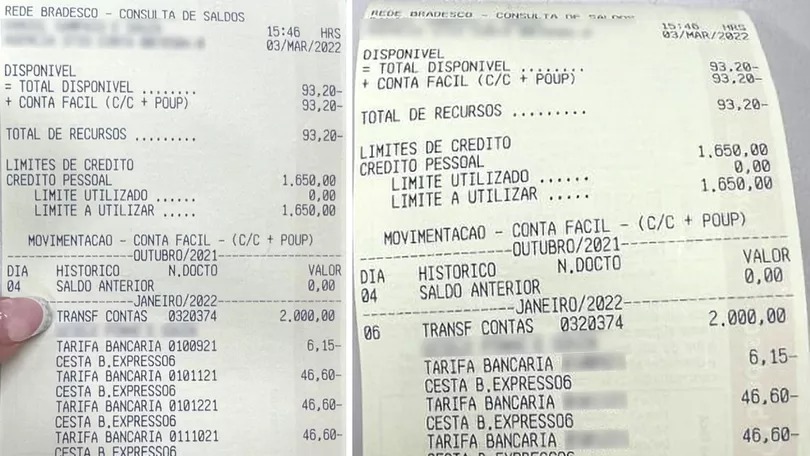 REDE BRADESCO - CONSULTA DE SALDOS
15:46 HRS
03/MAR/2022
DISPONIVEL
= TOTAL DISPONIVEL ........ 93,20-
+ CONTA FACIL (C/C + POUP) 93,20-
TOTAL DE RECURSOS ......... 93,20-
LIMITES DE CREDITO
CREDITO PESSOAL 1.650,00
LIMITE UTILIZADO ...... 0,00
LIMITE A UTILIZAR ..... 1.650,00
MOVIMENTACAO - CONTA FACIL - (C/C + POUP)
----------------OUTUBRO/2021----------------
DIA HISTORICO N.DOCTO VALOR
04 SALDO ANTERIOR 0,00
----------------JANEIRO/2022----------------
TRANSF CONTAS 0320374 2.000,00
TARIFA BANCARIA 0100921 6,15-
CESTA B.EXPRESSO6
TARIFA BANCARIA 0101121 46,60-
CESTA B.EXPRESSO6
TARIFA BANCARIA 0101221 46,60-
CESTA B.EXPRESSO6
TARIFA BANCARIA 0111021 46,60-
CESTA B.EXPRESSO6
REDE BRADESCO - CONSULTA DE SALDOS
15:46 HRS
03/MAR/2022
DISPONIVEL
= TOTAL DISPONIVEL ........ 93,20-
+ CONTA FACIL (C/C + POUP) 93,20-
TOTAL DE RECURSOS ......... 93,20-
LIMITES DE CREDITO
CREDITO PESSOAL 1.650,00
LIMITE UTILIZADO ...... 0,00
LIMITE A UTILIZAR ..... 1.650,00
MOVIMENTACAO - CONTA FACIL - (C/C + POUP)
----------------OUTUBRO/2021----------------
DIA HISTORICO N.DOCTO VALOR
04 SALDO ANTERIOR 0,00
----------------JANEIRO/2022----------------
06 TRANSF CONTAS 0320374 2.000,00
TARIFA BANCARIA 6,15-
CESTA B.EXPRESSO6
TARIFA BANCARIA 46,60-
CESTA B.EXPRESSO6
TARIFA BANCARIA 46,60-
CESTA B.EXPRESSO6
TARIFA BANCARIA 46,60-
CESTA B.EXPRESSO6